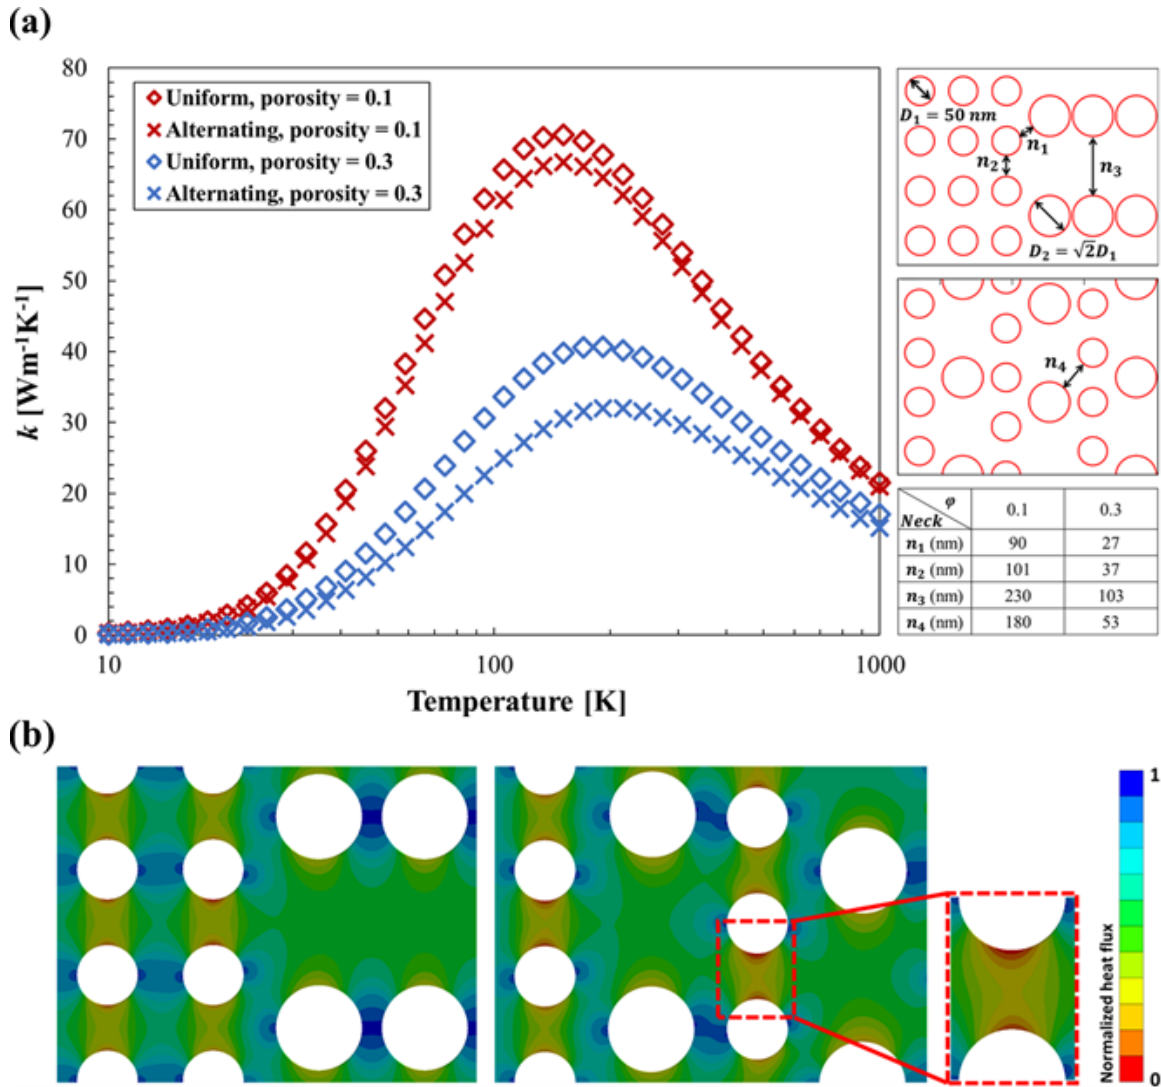 (a)
80
70
60
50
40
30
20
10
0
k [Wm-1K-1]
10
100
1000
Temperature [K]
Uniform, porosity = 0.1
Alternating, porosity = 0.1
Uniform, porosity = 0.3
Alternating, porosity = 0.3
D₁ = 50 nm
n₁
n₂
n₃
D₂ = √2D₁
n₄
φ
Neck
0.1
0.3
n₁ (nm) 90 27
n₂ (nm) 101 37
n₃ (nm) 230 103
n₄ (nm) 180 53
(b)
Normalized heat flux
1
0